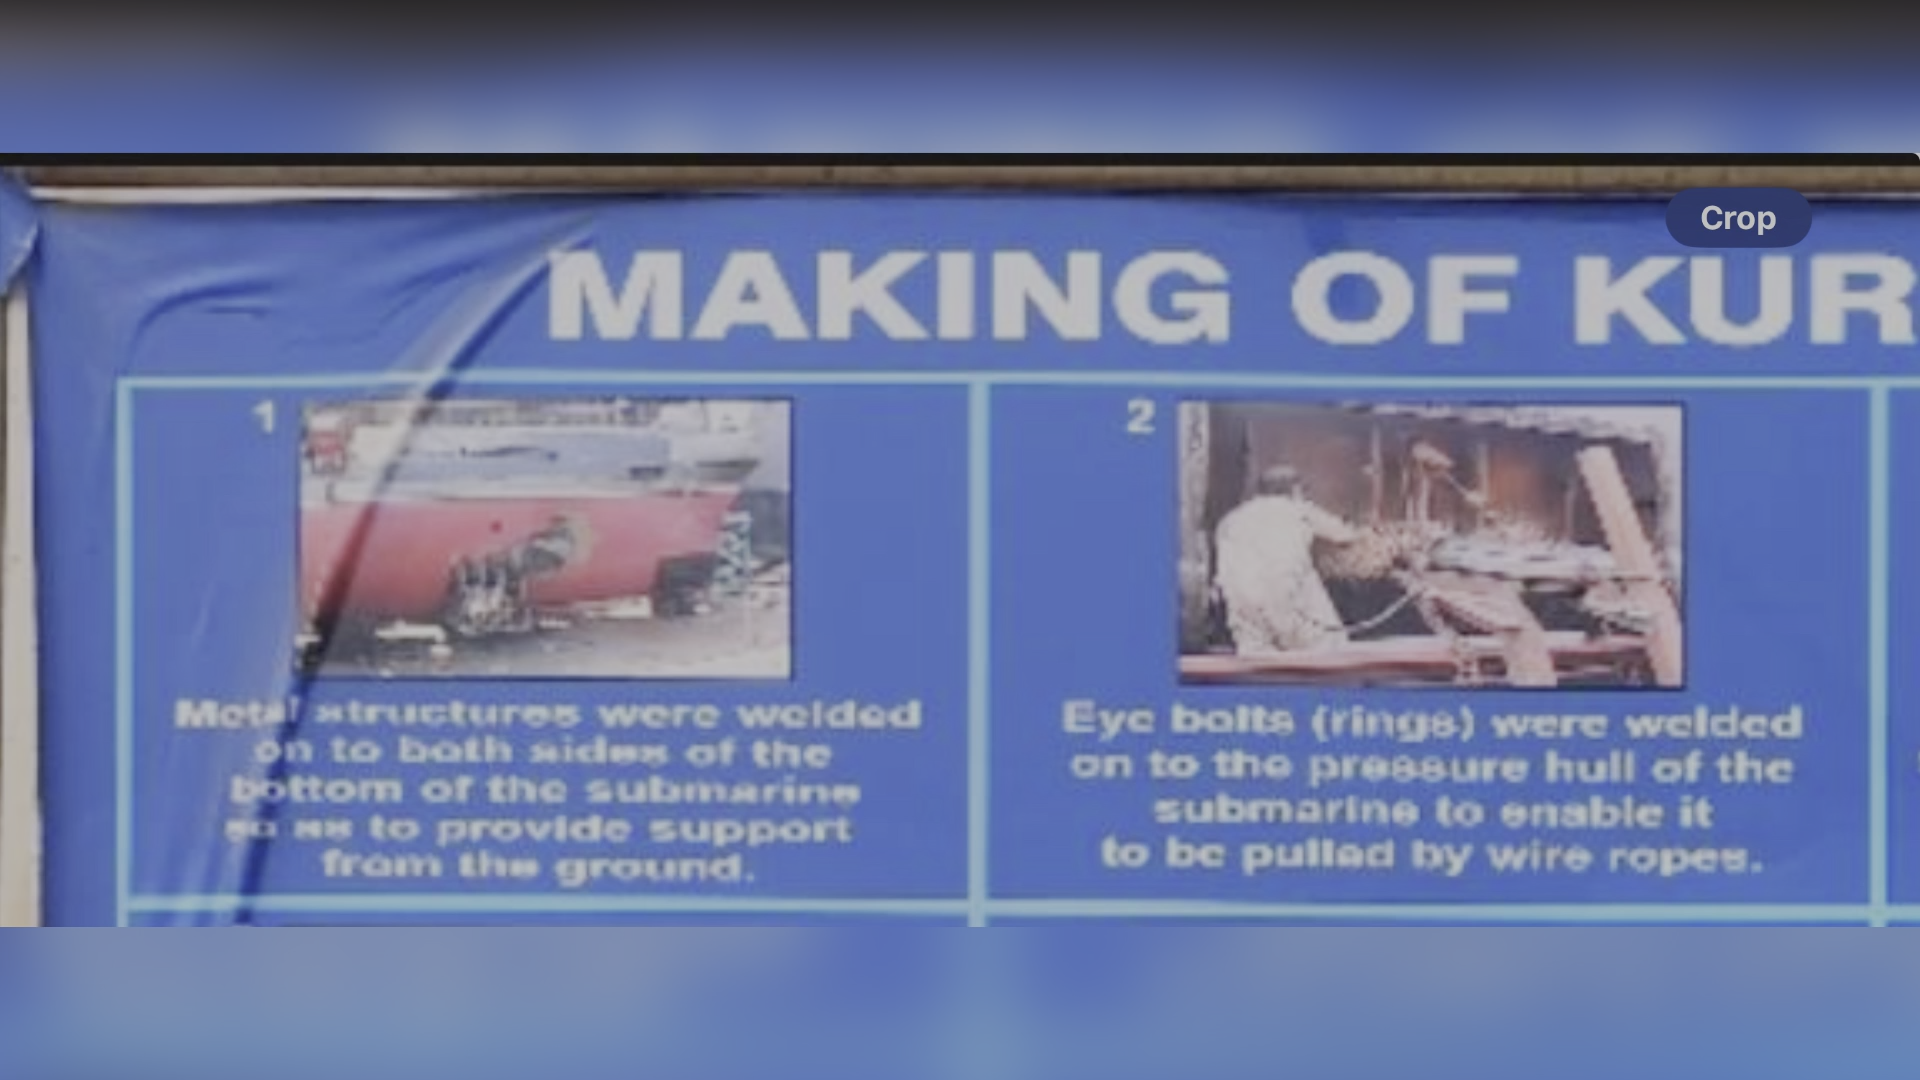 Crop
MAKING OF KUR
1
Metal structures were welded
on to both sides of the
bottom of the submarine
so as to provide support
from the ground.
2
Eye bolts (rings) were welded
on to the pressure hull of the
submarine to enable it
to be pulled by wire ropes.